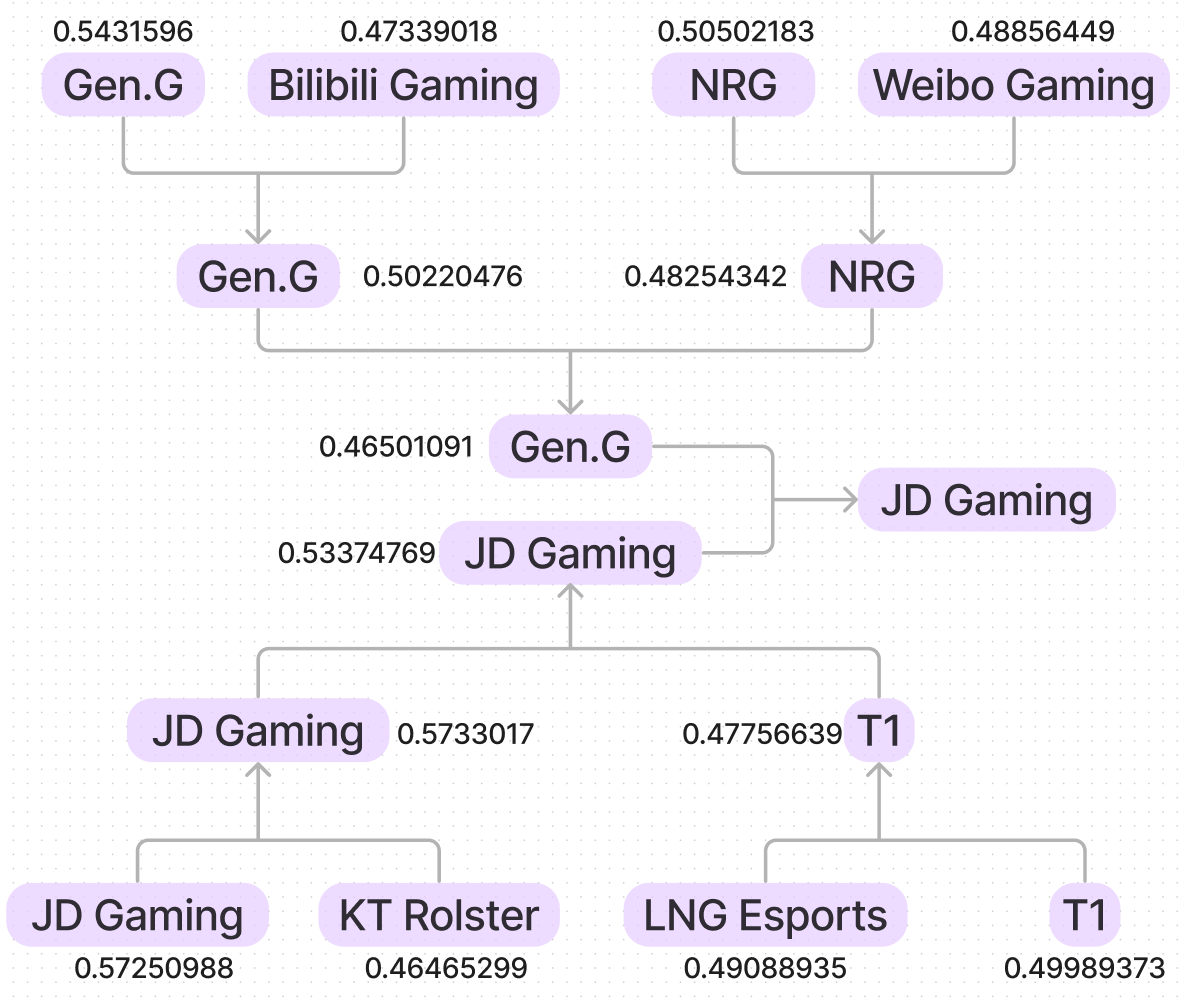 0.5431596 0.47339018 0.50502183 0.48856449
Gen.G Bilibili Gaming NRG Weibo Gaming
Gen.G 0.50220476 0.48254342 NRG
0.46501091 Gen.G
JD Gaming
0.53374769 JD Gaming
JD Gaming 0.5733017 0.47756639 T1
JD Gaming KT Rolster LNG Esports T1
0.57250988 0.46465299 0.49088935 0.49989373